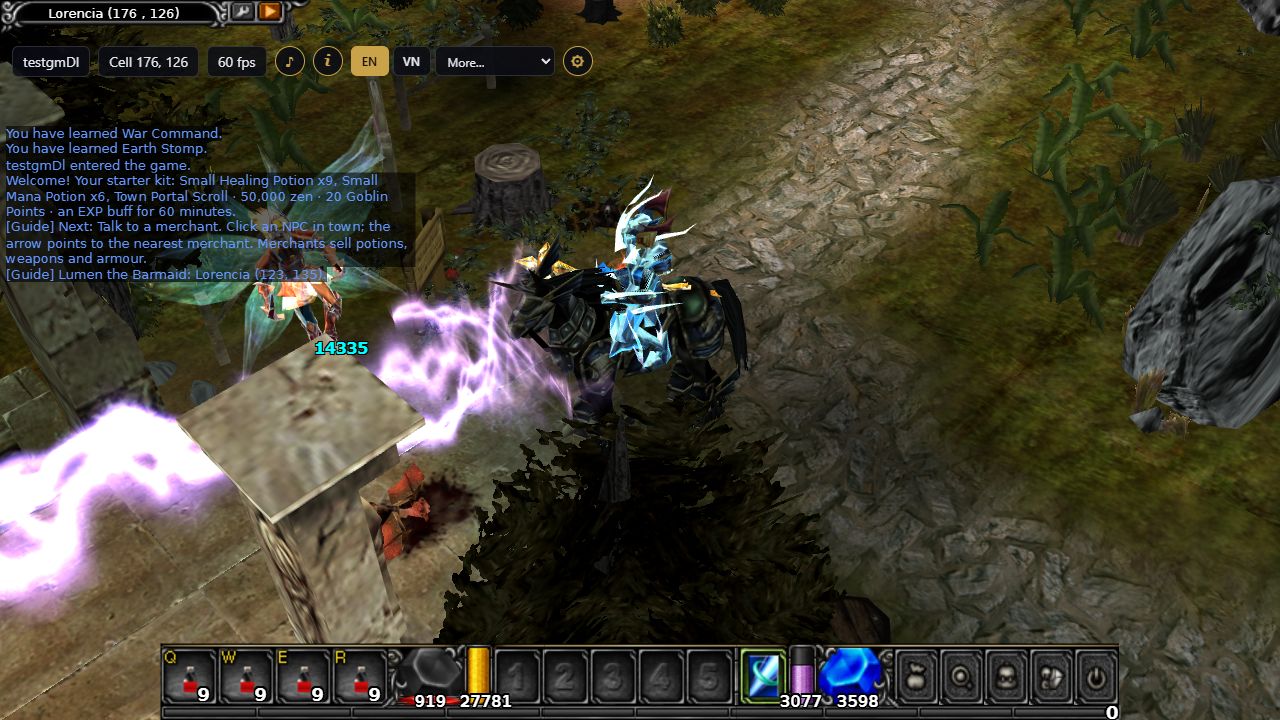 Lorencia (176 , 126)
testgmDl
Cell 176, 126
60 fps
EN
VN
More...
You have learned War Command.
You have learned Earth Stomp.
testgmDl entered the game.
Welcome! Your starter kit: Small Healing Potion x9, Small
Mana Potion x6, Town Portal Scroll · 50,000 zen · 20 Goblin
Points · an EXP buff for 60 minutes.
[Guide] Next: Talk to a merchant. Click an NPC in town; the
arrow points to the nearest merchant. Merchants sell potions,
weapons and armour.
[Guide] Lumen the Barmaid: Lorencia (123, 135)
14335
Q W E R
1 2 3 4 5
9 9 9 9 919 27781 3077 3598
0